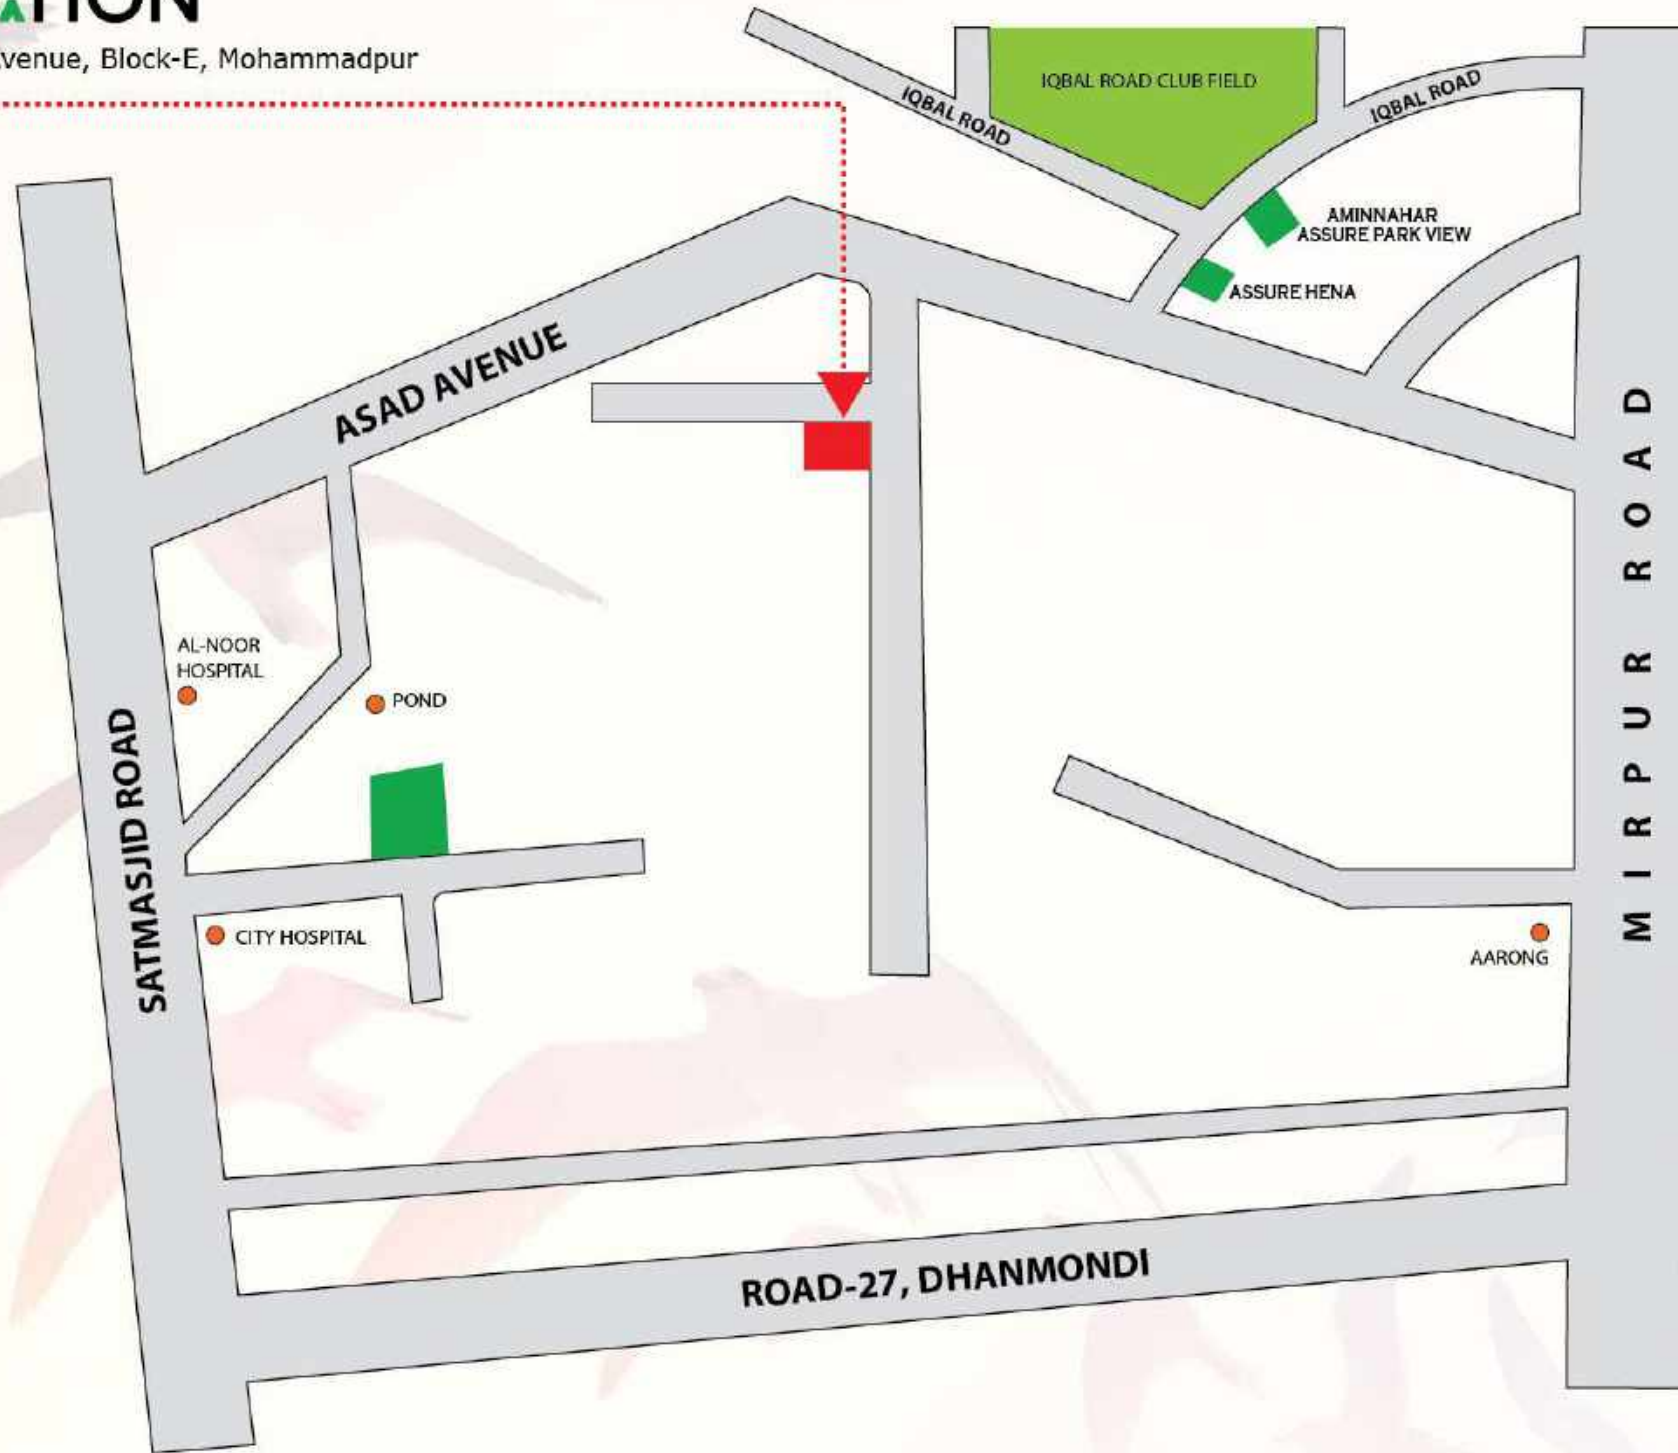 Block-E, Mohammadpur
IQBAL ROAD CLUB FIELD
IQBAL ROAD
IQBAL ROAD
AMINNAHAR
ASSURE PARK VIEW
ASSURE HENA
ASAD AVENUE
MIRPUR ROAD
AL-NOOR
HOSPITAL
POND
SATMASJID ROAD
CITY HOSPITAL
AARONG
ROAD-27, DHANMONDI